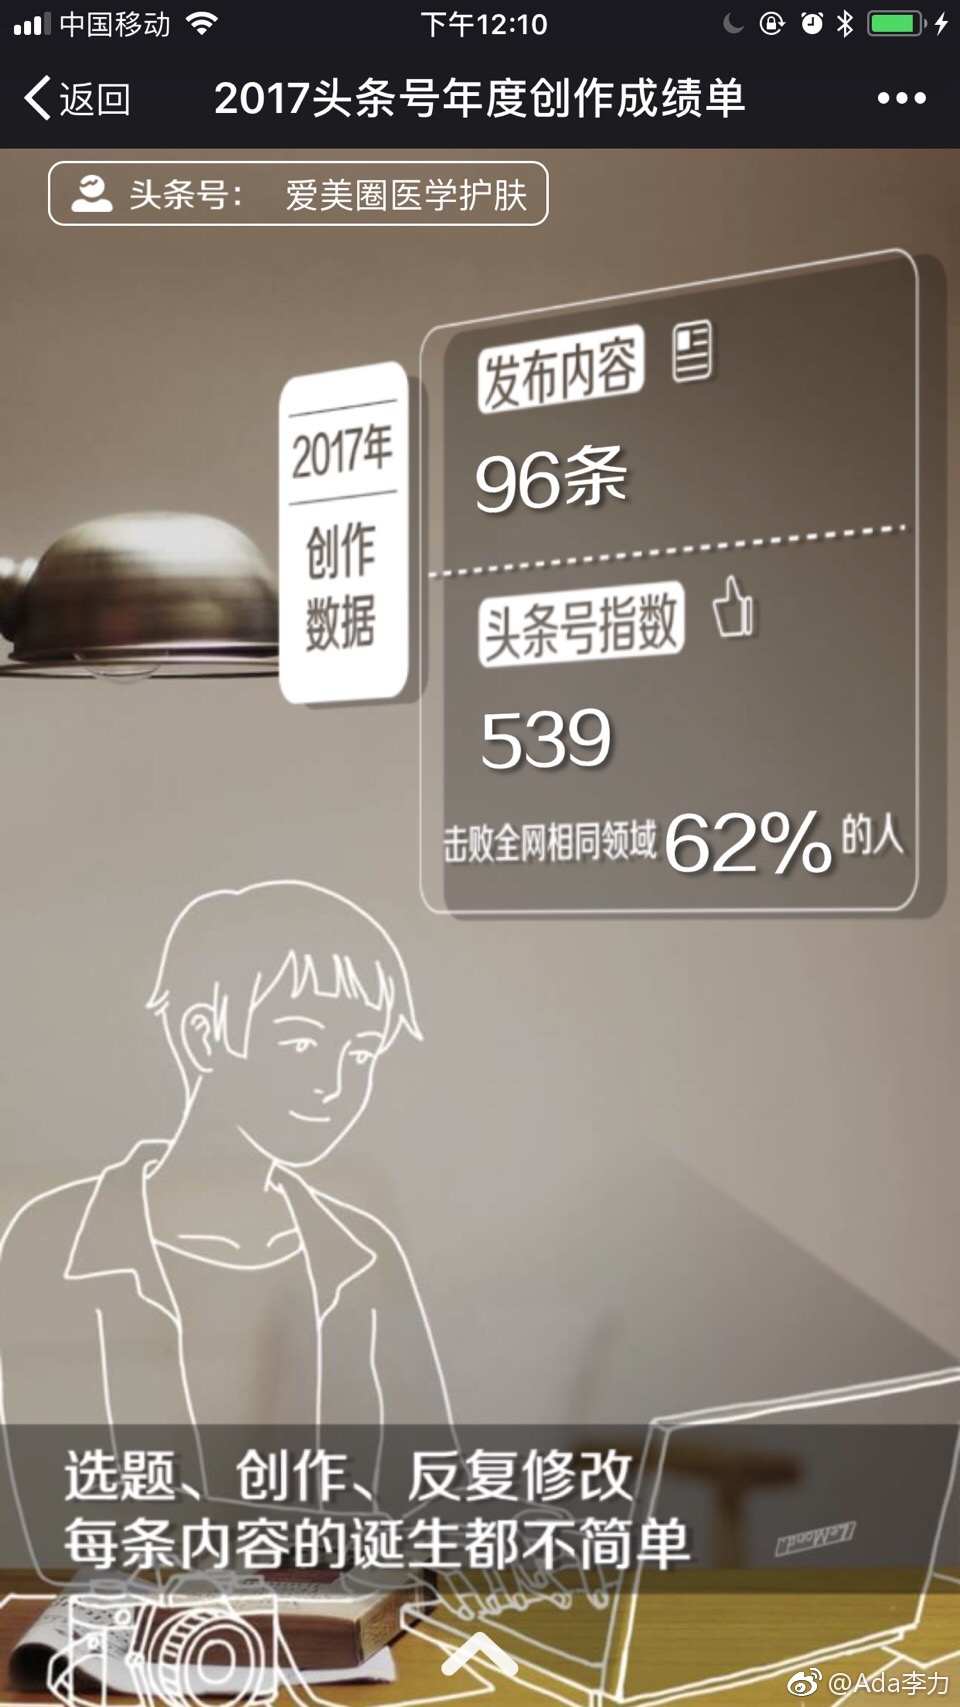 中国移动 下午12:10
返回 2017头条号年度创作成绩单
头条号： 爱美圈医学护肤
发布内容
96条
2017年
创作
数据
头条号指数
539
击败全网相同领域62%的人
选题、创作、反复修改
每条内容的诞生都不简单
@Ada李力